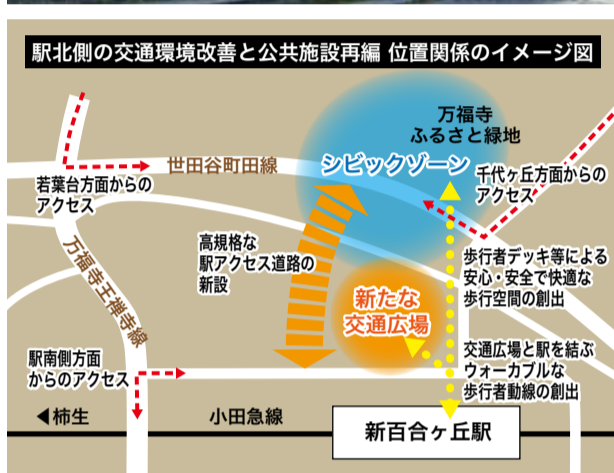 駅北側の交通環境改善と公共施設再編 位置関係のイメージ図
万福寺
ふるさと緑地
シビックゾーン
世田谷町田線
若葉台方面からの
アクセス
千代ヶ丘方面からの
アクセス
高規格な
駅アクセス道路の
新設
歩行者デッキ等による
安心・安全で快適な
歩行空間の創出
万福寺王禅寺線
新たな
交通広場
駅南側方面
からのアクセス
交通広場と駅を結ぶ
ウォーカブルな
歩行者動線の創出
◀柿生
小田急線
新百合ヶ丘駅